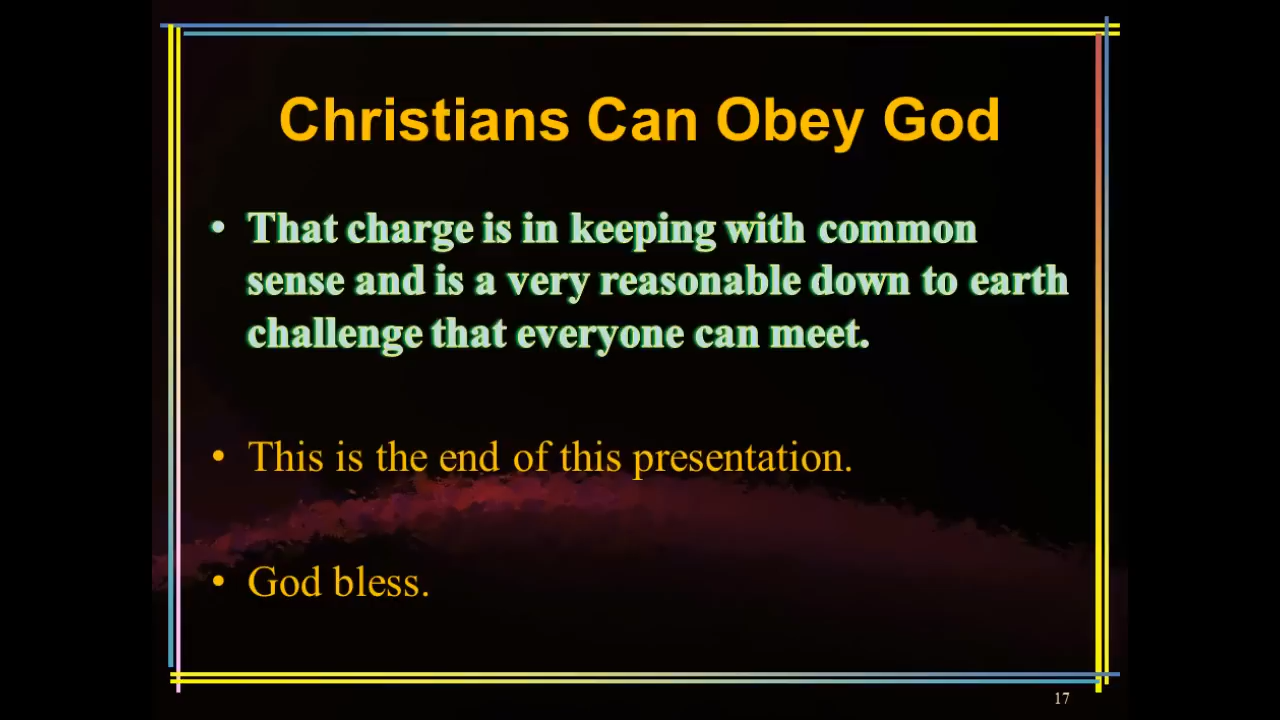 Christians Can Obey God
• That charge is in keeping with common
sense and is a very reasonable down to earth
challenge that everyone can meet.
• This is the end of this presentation.
• God bless.
17